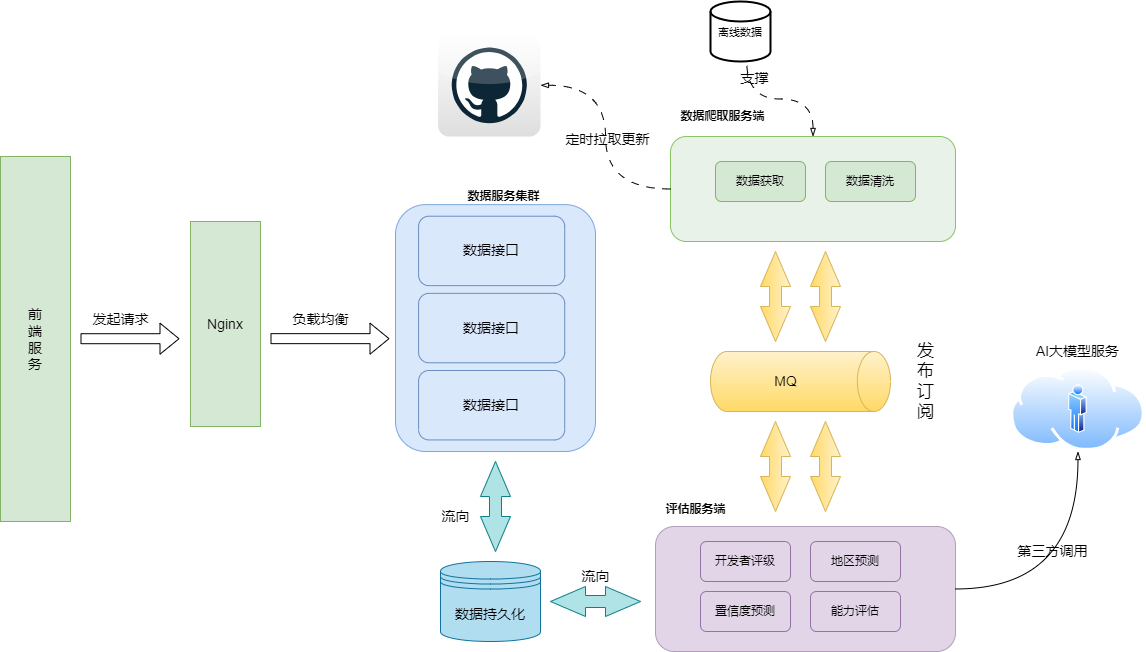 离线数据
支撑
数据爬取服务端
定时拉取更新
数据获取
数据清洗
数据服务集群
数据接口
数据接口
数据接口
前
端
服
务
发起请求
Nginx
负载均衡
MQ
发
布
订
阅
AI大模型服务
流向
评估服务端
开发者评级
地区预测
置信度预测
能力评估
第三方调用
流向
数据持久化